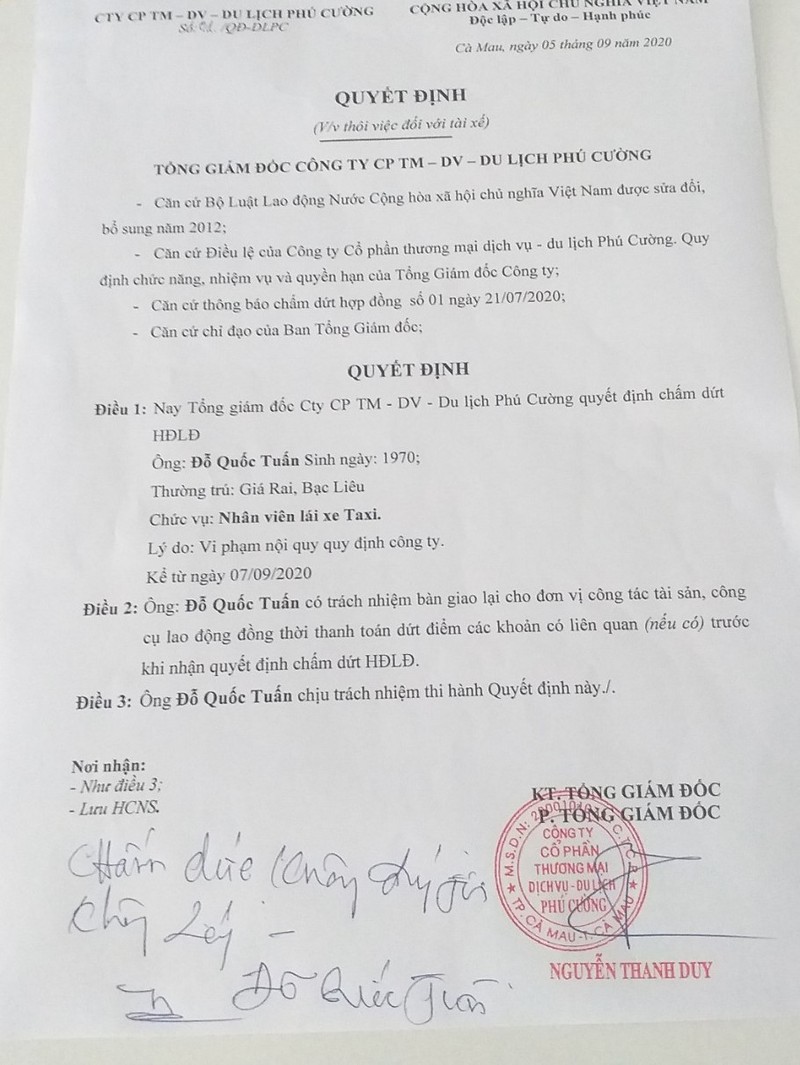 CTY CP TM – DV – DU LỊCH PHÚ CƯỜNG
Số: /QĐ-DLPC
CỘNG HÒA XÃ HỘI CHỦ NGHĨA VIỆT NAM
Độc lập – Tự do – Hạnh phúc
Cà Mau, ngày 05 tháng 09 năm 2020
QUYẾT ĐỊNH
(V/v thôi việc đối với tài xế)
TỔNG GIÁM ĐỐC CÔNG TY CP TM – DV – DU LỊCH PHÚ CƯỜNG
- Căn cứ Bộ Luật Lao động Nước Cộng hòa xã hội chủ nghĩa Việt Nam được sửa đổi,
bổ sung năm 2012;
- Căn cứ Điều lệ của Công ty Cổ phần thương mại dịch vụ - du lịch Phú Cường. Quy
định chức năng, nhiệm vụ và quyền hạn của Tổng Giám đốc Công ty;
- Căn cứ thông báo chấm dứt hợp đồng số 01 ngày 21/07/2020;
- Căn cứ chỉ đạo của Ban Tổng Giám đốc;
QUYẾT ĐỊNH
Điều 1: Nay Tổng giám đốc Cty CP TM - DV - Du lịch Phú Cường quyết định chấm dứt
HĐLĐ
Ông: Đỗ Quốc Tuấn Sinh ngày: 1970;
Thường trú: Giá Rai, Bạc Liêu
Chức vụ: Nhân viên lái xe Taxi.
Lý do: Vi phạm nội quy quy định công ty.
Kể từ ngày 07/09/2020
Điều 2: Ông: Đỗ Quốc Tuấn có trách nhiệm bàn giao lại cho đơn vị công tác tài sản, công
cụ lao động đồng thời thanh toán dứt điểm các khoản có liên quan (nếu có) trước
khi nhận quyết định chấm dứt HĐLĐ.
Điều 3: Ông Đỗ Quốc Tuấn chịu trách nhiệm thi hành Quyết định này./.
Nơi nhận:
- Như điều 3;
- Lưu HCNS.
KT. TỔNG GIÁM ĐỐC
P. TỔNG GIÁM ĐỐC
M.S.D.N:
C.T.C.P
CÔNG TY
CỔ PHẦN
THƯƠNG MẠI
DỊCH VỤ - DU LỊCH
PHÚ CƯỜNG
TP. CÀ MAU - T. CÀ MAU
NGUYỄN THANH DUY
Chấm dứt
Đỗ Quốc Tuấn